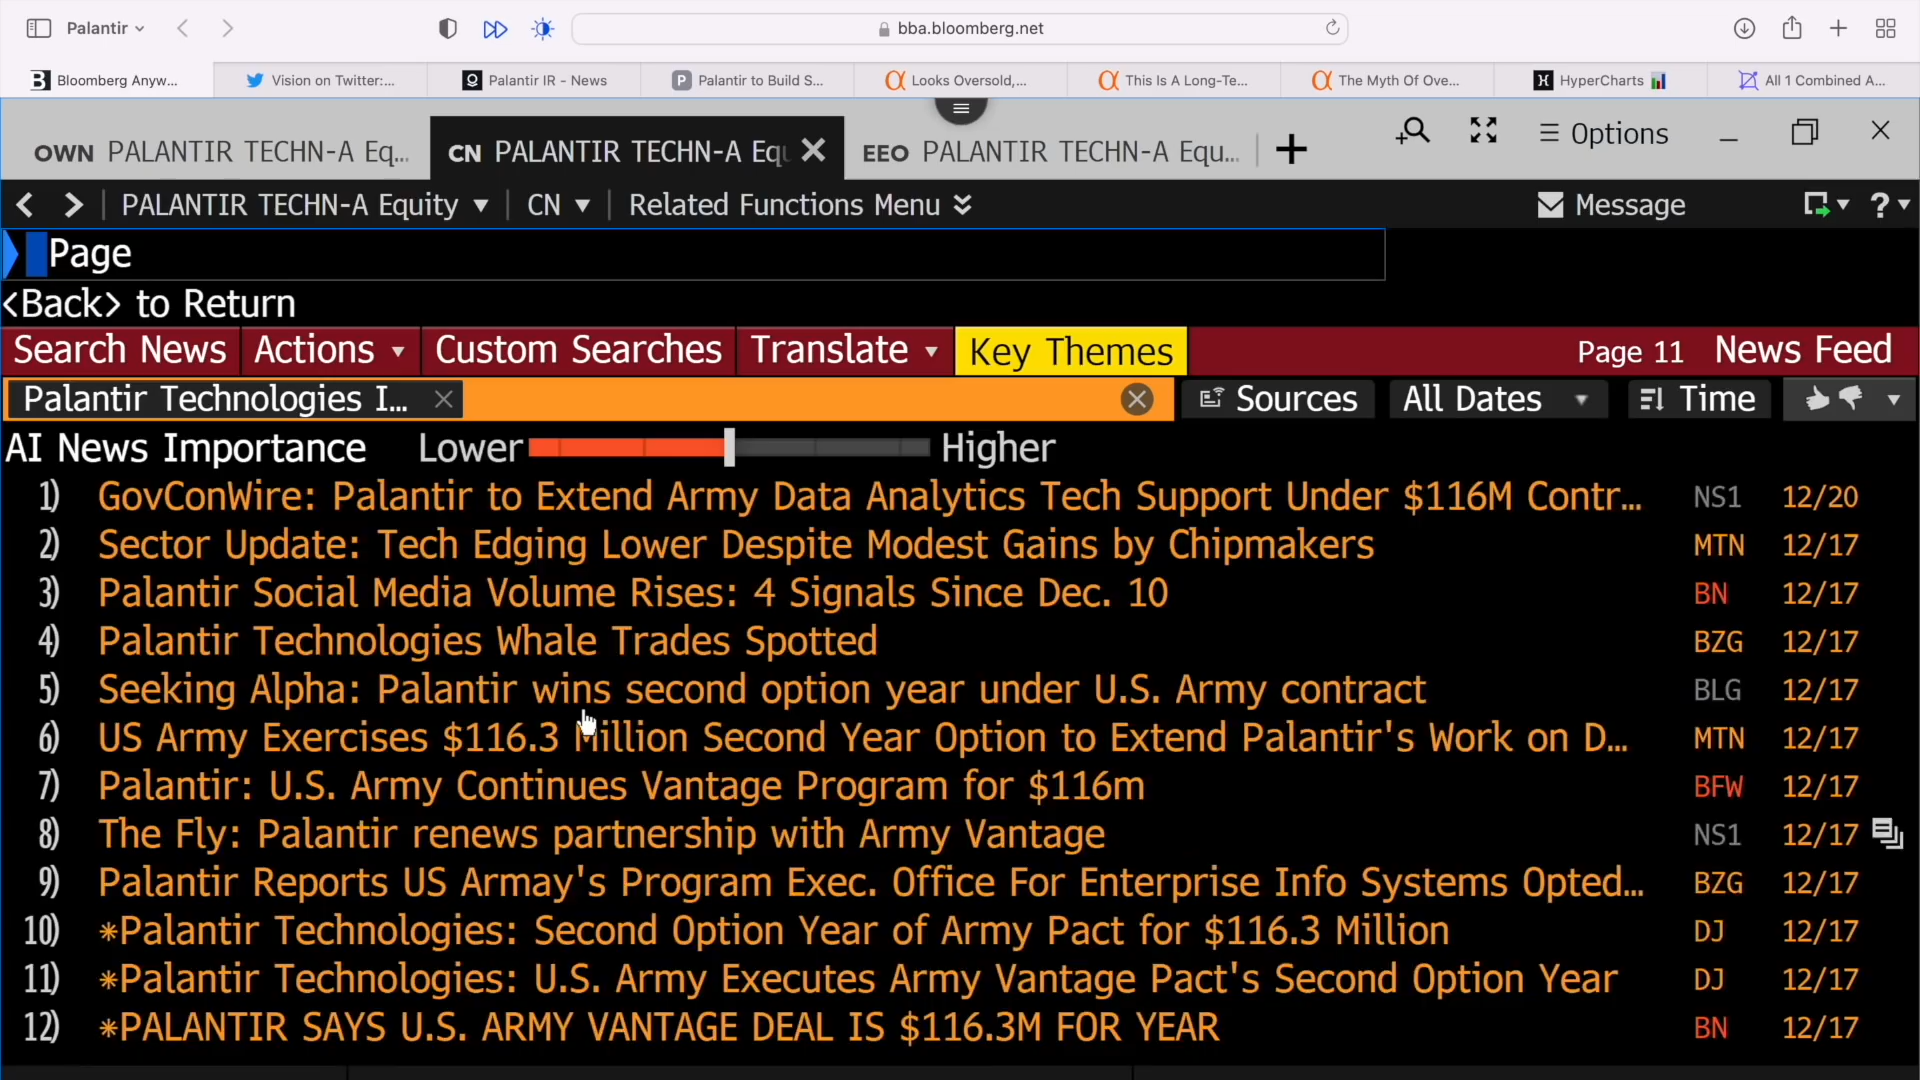 Palantir
bba.bloomberg.net
Bloomberg Anyw...
Vision on Twitter:...
Palantir IR - News
Palantir to Build S...
Looks Oversold,...
This Is A Long-Te...
The Myth Of Ove...
HyperCharts
All 1 Combined A...
OWN PALANTIR TECHN-A Eq...
CN PALANTIR TECHN-A Equ
EEO PALANTIR TECHN-A Equ...
Options
PALANTIR TECHN-A Equity
CN
Related Functions Menu
Message
?
Page
<Back> to Return
Search News
Actions
Custom Searches
Translate
Key Themes
Page 11
News Feed
Palantir Technologies I...
Sources
All Dates
Time
AI News Importance Lower Higher
1) GovConWire: Palantir to Extend Army Data Analytics Tech Support Under $116M Contr... NS1 12/20
2) Sector Update: Tech Edging Lower Despite Modest Gains by Chipmakers MTN 12/17
3) Palantir Social Media Volume Rises: 4 Signals Since Dec. 10 BN 12/17
4) Palantir Technologies Whale Trades Spotted BZG 12/17
5) Seeking Alpha: Palantir wins second option year under U.S. Army contract BLG 12/17
6) US Army Exercises $116.3 Million Second Year Option to Extend Palantir's Work on D... MTN 12/17
7) Palantir: U.S. Army Continues Vantage Program for $116m BFW 12/17
8) The Fly: Palantir renews partnership with Army Vantage NS1 12/17
9) Palantir Reports US Armay's Program Exec. Office For Enterprise Info Systems Opted... BZG 12/17
10) *Palantir Technologies: Second Option Year of Army Pact for $116.3 Million DJ 12/17
11) *Palantir Technologies: U.S. Army Executes Army Vantage Pact's Second Option Year DJ 12/17
12) *PALANTIR SAYS U.S. ARMY VANTAGE DEAL IS $116.3M FOR YEAR BN 12/17